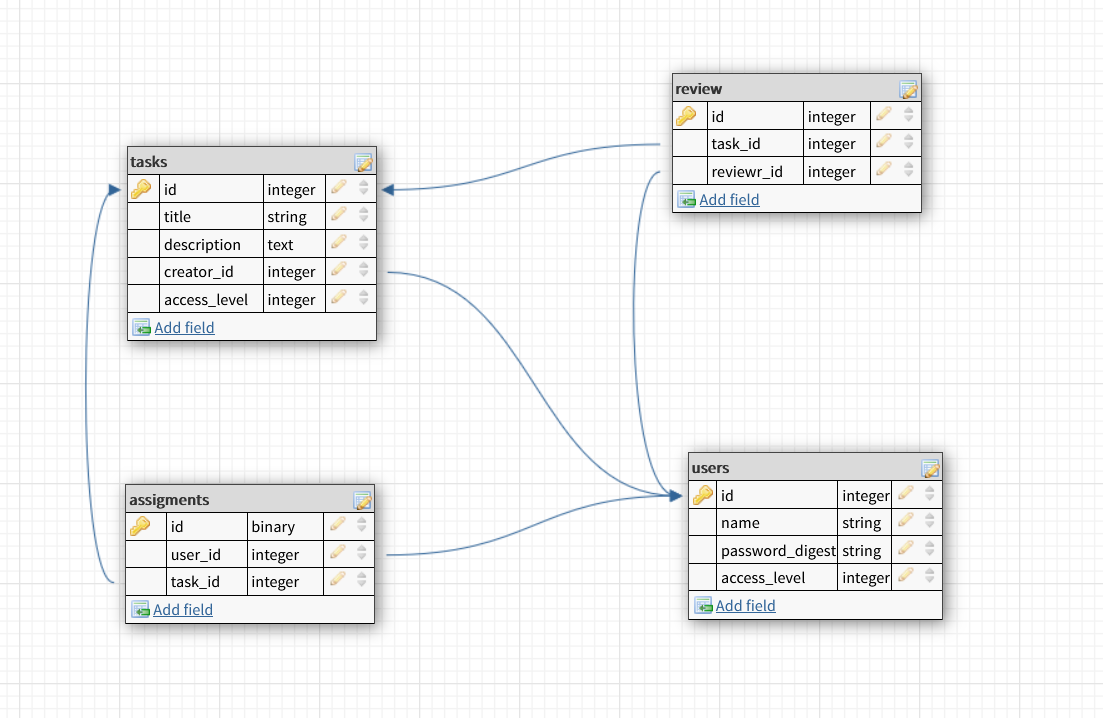 review
id integer
task_id integer
reviewr_id integer
Add field
tasks
id integer
title string
description text
creator_id integer
access_level integer
Add field
users
id integer
name string
password_digest string
access_level integer
Add field
assigments
id binary
user_id integer
task_id integer
Add field